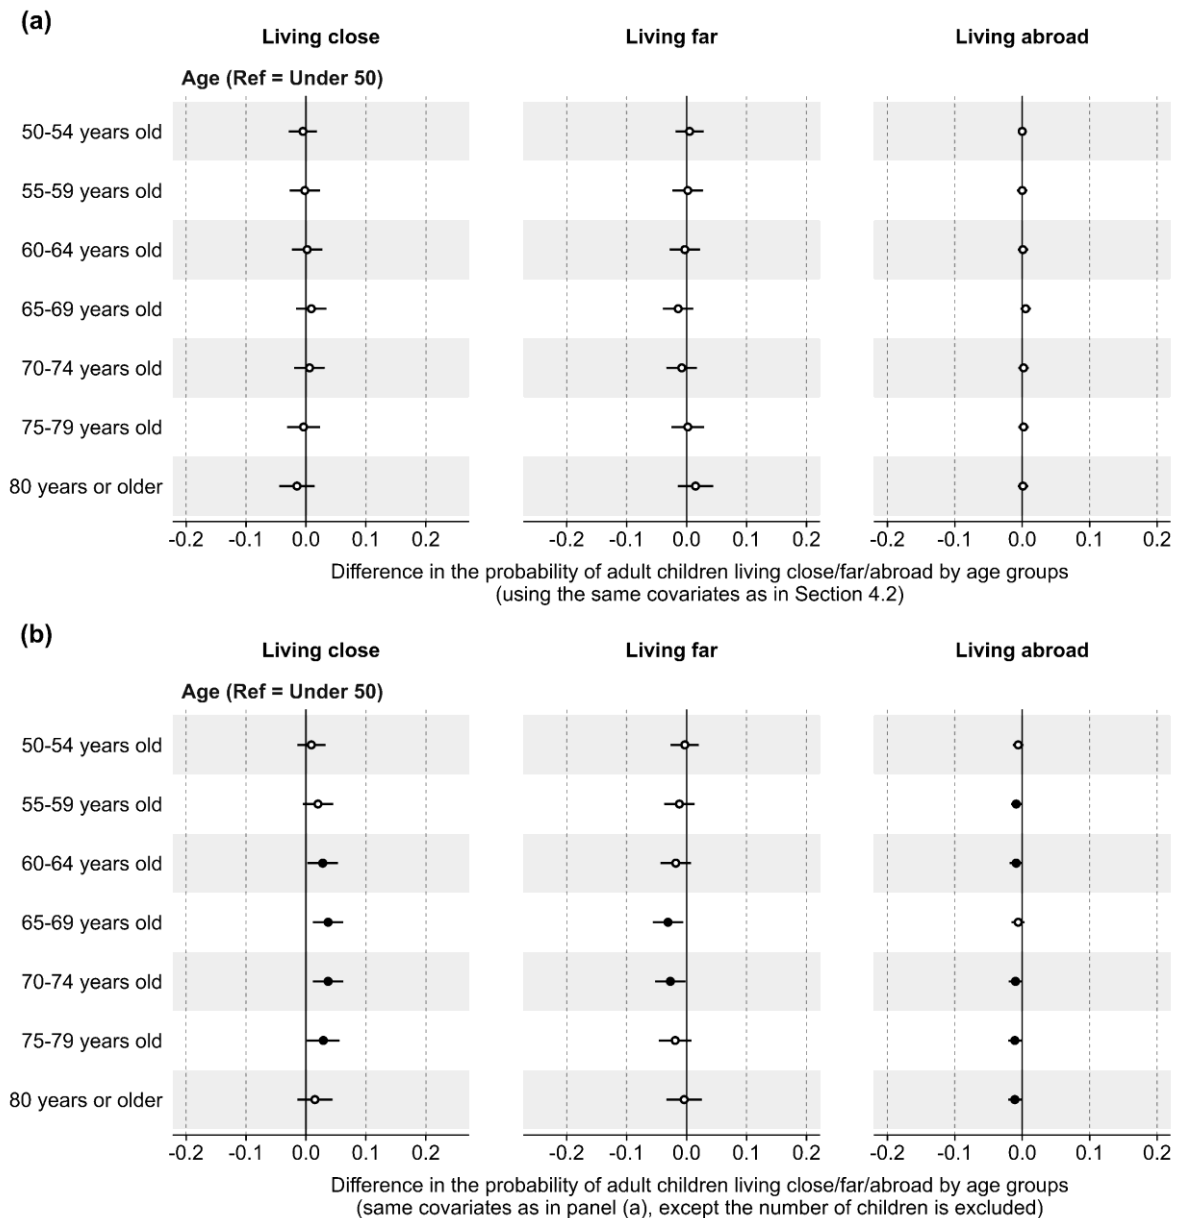 (a)
Living close Living far Living abroad
Age (Ref = Under 50)
50-54 years old
55-59 years old
60-64 years old
65-69 years old
70-74 years old
75-79 years old
80 years or older
-0.2 -0.1 0.0 0.1 0.2 -0.2 -0.1 0.0 0.1 0.2 -0.2 -0.1 0.0 0.1 0.2
Difference in the probability of adult children living close/far/abroad by age groups
(using the same covariates as in Section 4.2)
(b)
Living close Living far Living abroad
Age (Ref = Under 50)
50-54 years old
55-59 years old
60-64 years old
65-69 years old
70-74 years old
75-79 years old
80 years or older
-0.2 -0.1 0.0 0.1 0.2 -0.2 -0.1 0.0 0.1 0.2 -0.2 -0.1 0.0 0.1 0.2
Difference in the probability of adult children living close/far/abroad by age groups
(same covariates as in panel (a), except the number of children is excluded)